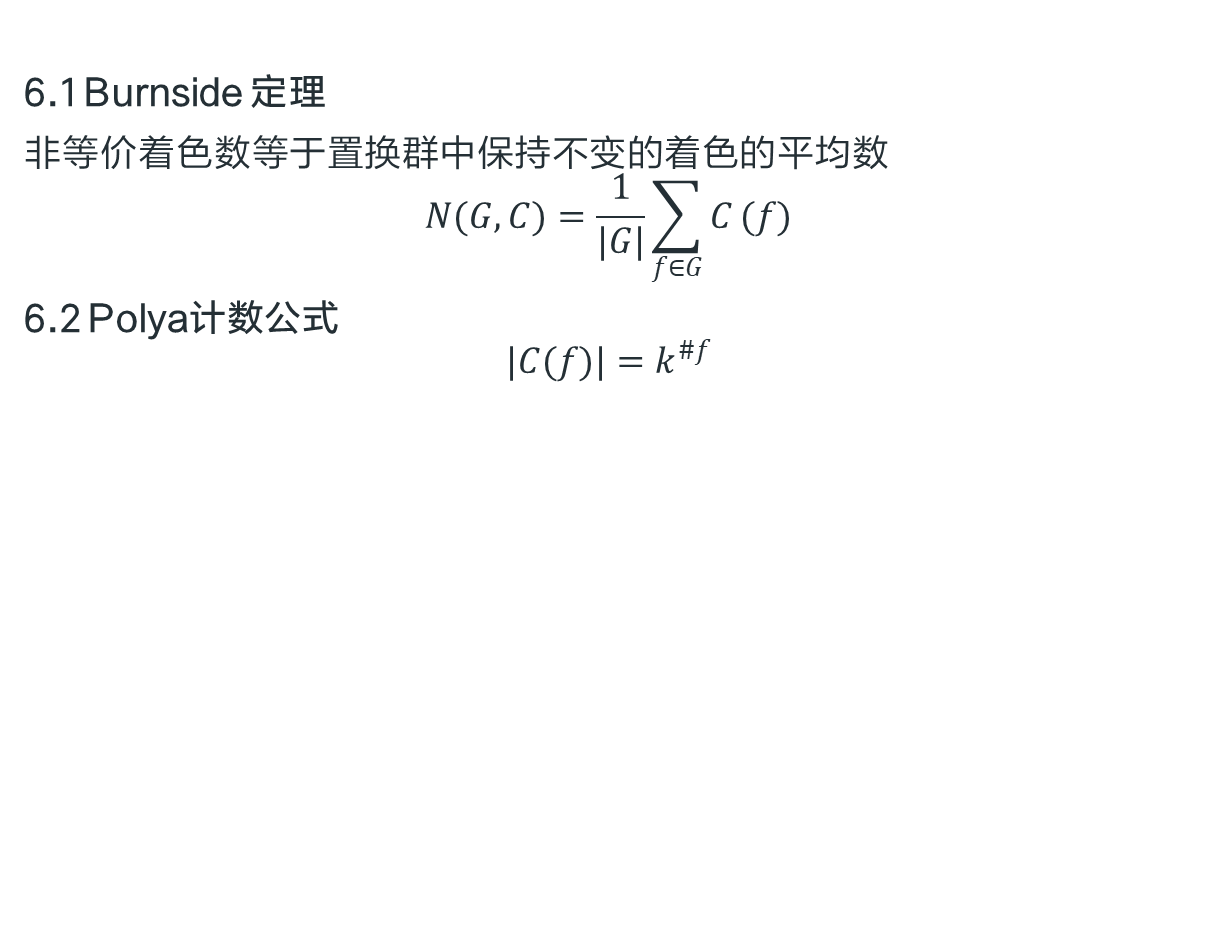 6.1 Burnside 定理
非等价着色数等于置换群中保持不变的着色的平均数
N(G, C) = \frac{1}{|G|} \sum_{f∈G} C (f)
6.2 Polya计数公式
|C(f)| = k^{#f}